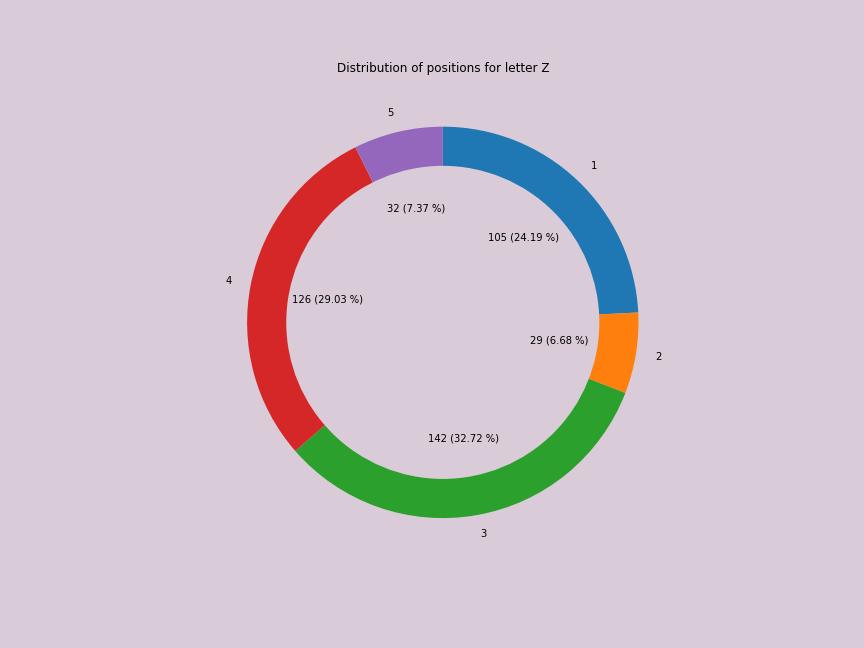 Distribution of positions for letter Z
5
1
32 (7.37 %)
105 (24.19 %)
4
126 (29.03 %)
29 (6.68 %)
2
142 (32.72 %)
3